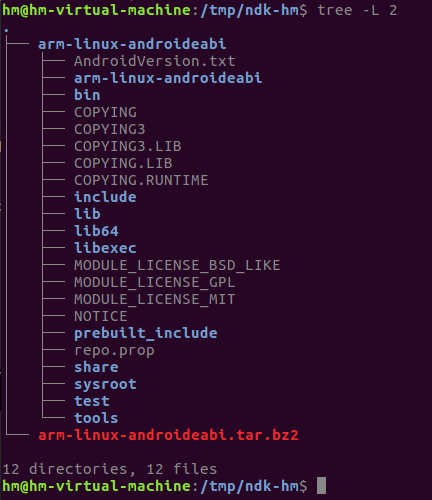 hm@hm-virtual-machine:/tmp/ndk-hm$ tree -L 2
.
├── arm-linux-androideabi
│   ├── AndroidVersion.txt
│   ├── arm-linux-androideabi
│   ├── bin
│   ├── COPYING
│   ├── COPYING3
│   ├── COPYING3.LIB
│   ├── COPYING.LIB
│   ├── COPYING.RUNTIME
│   ├── include
│   ├── lib
│   ├── lib64
│   ├── libexec
│   ├── MODULE_LICENSE_BSD_LIKE
│   ├── MODULE_LICENSE_GPL
│   ├── MODULE_LICENSE_MIT
│   ├── NOTICE
│   ├── prebuilt_include
│   ├── repo.prop
│   ├── share
│   ├── sysroot
│   ├── test
│   └── tools
└── arm-linux-androideabi.tar.bz2
12 directories, 12 files
hm@hm-virtual-machine:/tmp/ndk-hm$